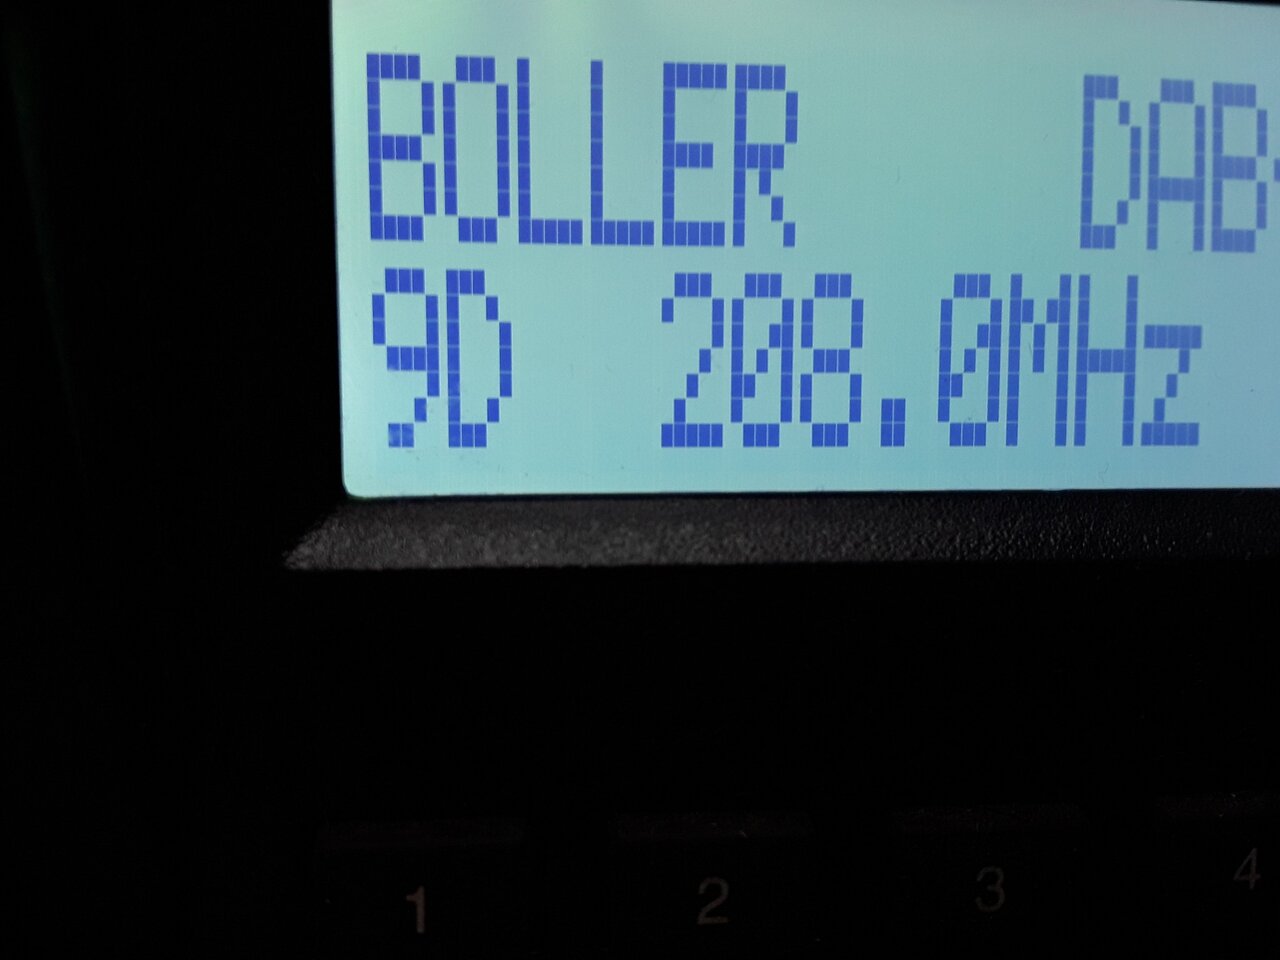 BOLLER DAB
9D 208.0MHz
1 2 3 4